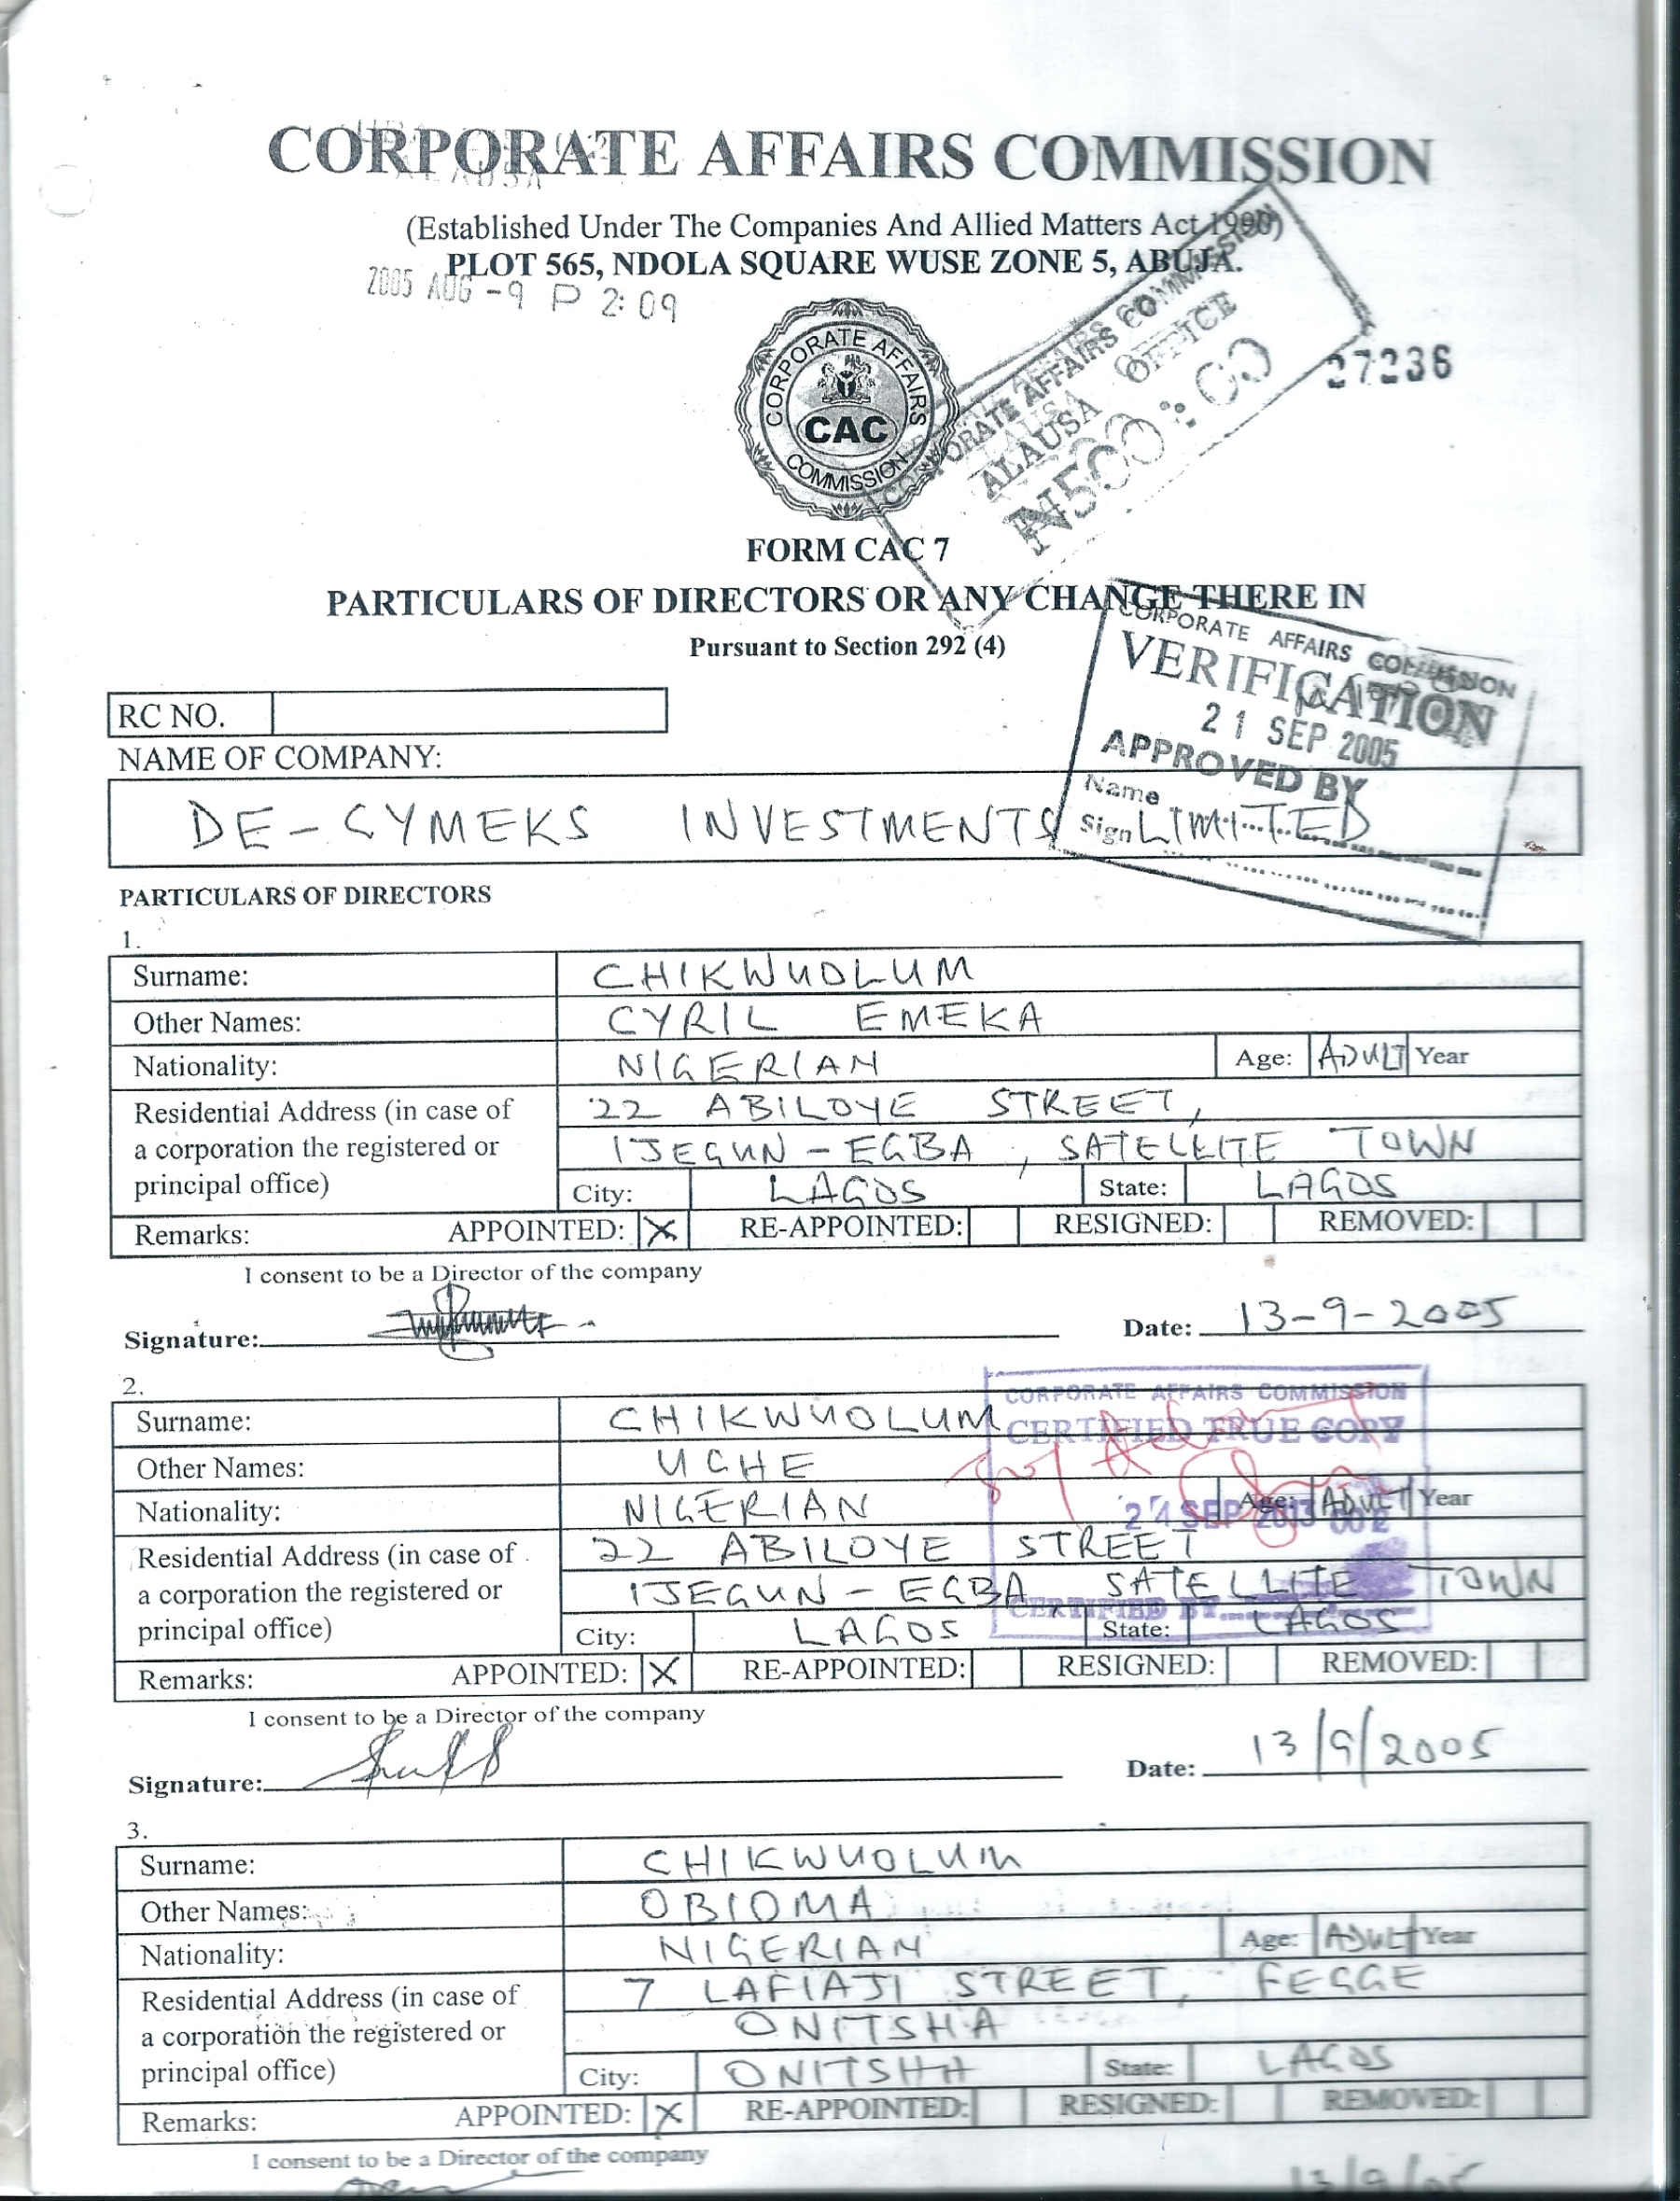 CORPORATE AFFAIRS COMMISSION
(Established Under The Companies And Allied Matters Act 1990)
PLOT 565, NDOLA SQUARE WUSE ZONE 5, ABUJA.
2005 AUG -9 P 2:09
CORPORATE AFFAIRS COMMISSION
ALAUSA OFFICE
N500:00
27236
CORPORATE AFFAIRS
CAC
COMMISSION
FORM CAC 7
PARTICULARS OF DIRECTORS OR ANY CHANGE THERE IN
Pursuant to Section 292 (4)
CORPORATE AFFAIRS COMMISSION
VERIFICATION
21 SEP 2005
APPROVED BY
Name
Sign
RC NO.
NAME OF COMPANY:
DE-CYMEKS INVESTMENTS LIMITED
PARTICULARS OF DIRECTORS
1.
Surname: CHIKWUOLUM
Other Names: CYRIL EMEKA
Nationality: NIGERIAN Age: ADULT Year
Residential Address (in case of 22 ABILOYE STREET,
a corporation the registered or IJEGUN - EGBA, SATELLITE TOWN
principal office) City: LAGOS State: LAGOS
Remarks: APPOINTED: X RE-APPOINTED: RESIGNED: REMOVED:
I consent to be a Director of the company
Signature: Date: 13-9-2005
2.
CORPORATE AFFAIRS COMMISSION
CERTIFIED TRUE COPY
24 SEP 2013
CERTIFIED BY
Surname: CHIKWUOLUM
Other Names: UCHE
Nationality: NIGERIAN Age: ADULT Year
Residential Address (in case of 22 ABILOYE STREET
a corporation the registered or IJEGUN - EGBA SATELLITE TOWN
principal office) City: LAGOS State: LAGOS
Remarks: APPOINTED: X RE-APPOINTED: RESIGNED: REMOVED:
I consent to be a Director of the company
Signature: Date: 13/9/2005
3.
Surname: CHIKWUOLUM
Other Names: OBIOMA
Nationality: NIGERIAN Age: ADULT Year
Residential Address (in case of 7 LAFIAJI STREET, FEGGE
a corporation the registered or ONITSHA
principal office) City: ONITSHA State: LAGOS
Remarks: APPOINTED: X RE-APPOINTED: RESIGNED: REMOVED:
I consent to be a Director of the company
13/9/05